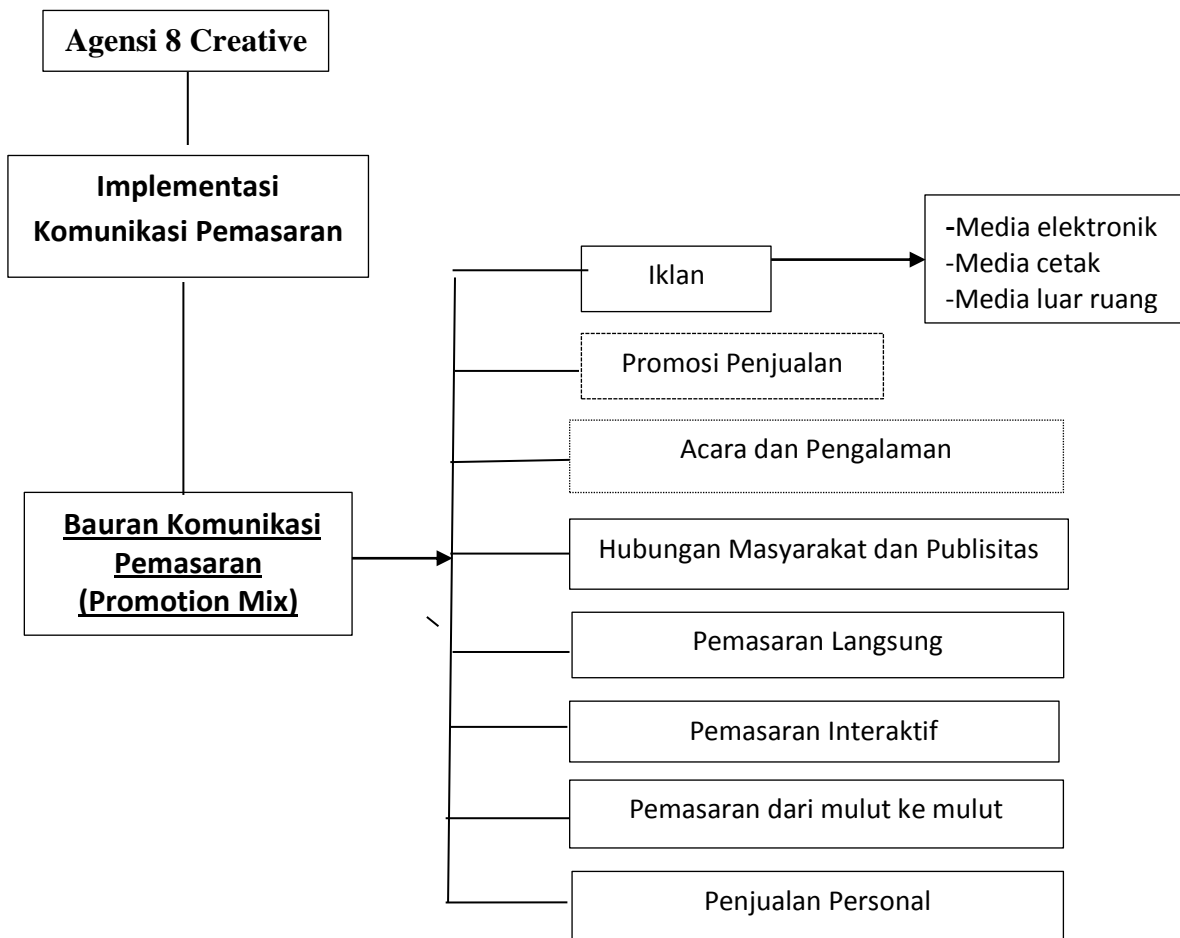 Agensi 8 Creative
Implementasi
Komunikasi Pemasaran
-Media elektronik
-Media cetak
-Media luar ruang
Iklan
Promosi Penjualan
Acara dan Pengalaman
Bauran Komunikasi
Pemasaran
(Promotion Mix)
Hubungan Masyarakat dan Publisitas
Pemasaran Langsung
Pemasaran Interaktif
Pemasaran dari mulut ke mulut
Penjualan Personal